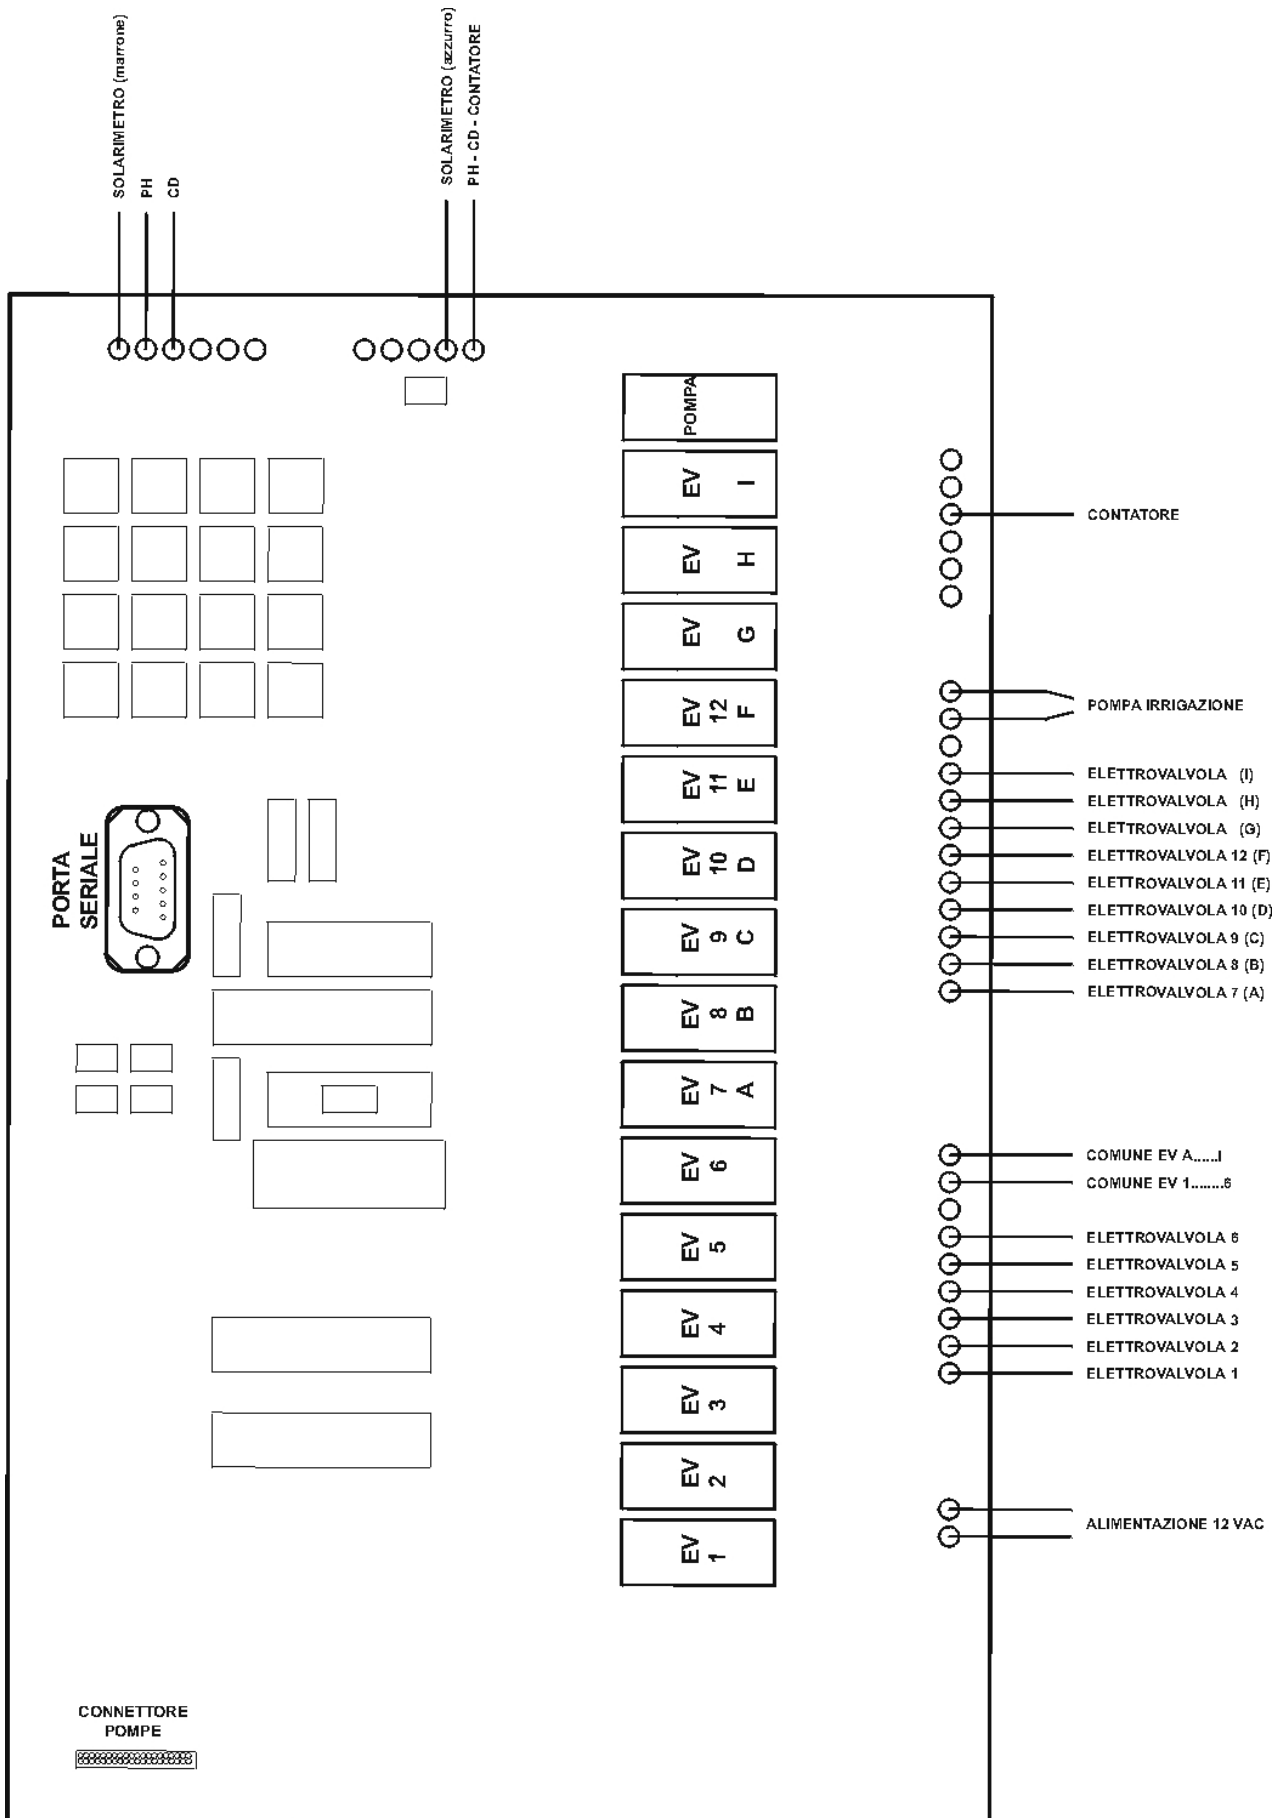 SOLARIMETRO (marrone)
PH
CD
SOLARIMETRO (azzurro)
PH - CD - CONTATORE
POMPA
EV I
EV H
EV G
EV 12 F
EV 11 E
EV 10 D
EV 9 C
EV 8 B
EV 7 A
EV 6
EV 5
EV 4
EV 3
EV 2
EV 1
CONTATORE
POMPA IRRIGAZIONE
ELETTROVALVOLA (I)
ELETTROVALVOLA (H)
ELETTROVALVOLA (G)
ELETTROVALVOLA 12 (F)
ELETTROVALVOLA 11 (E)
ELETTROVALVOLA 10 (D)
ELETTROVALVOLA 9 (C)
ELETTROVALVOLA 8 (B)
ELETTROVALVOLA 7 (A)
COMUNE EV A......I
COMUNE EV 1........6
ELETTROVALVOLA 6
ELETTROVALVOLA 5
ELETTROVALVOLA 4
ELETTROVALVOLA 3
ELETTROVALVOLA 2
ELETTROVALVOLA 1
ALIMENTAZIONE 12 VAC
PORTA
SERIALE
CONNETTORE
POMPE